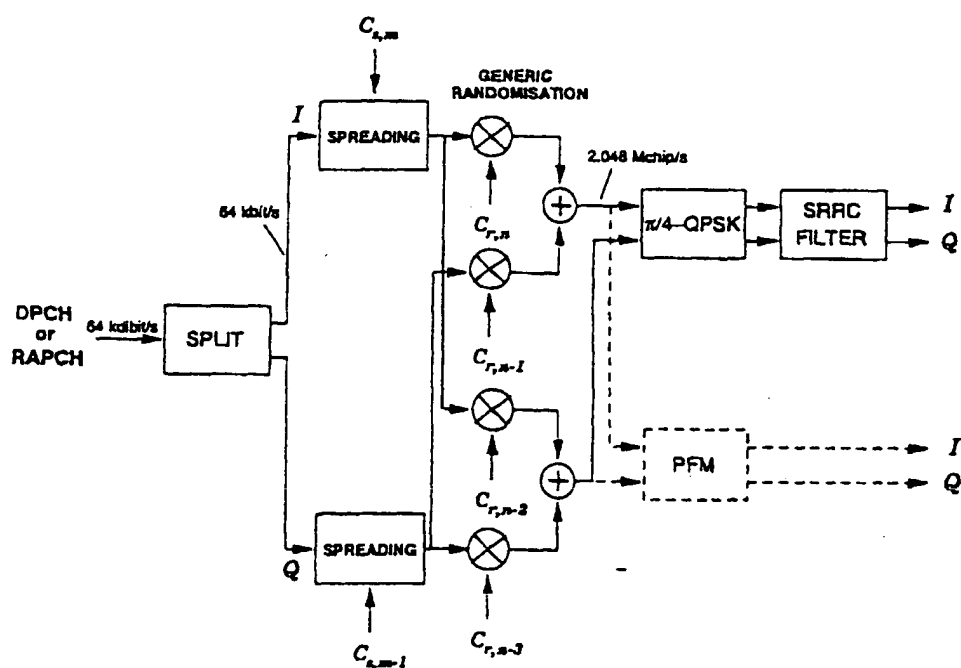 C_{s,m}
GENERIC
RANDOMISATION
I
SPREADING
2.048 Mchip/s
64 kbit/s
C_{r,n}
π/4-QPSK
SRRC
FILTER
I
Q
DPCH
or
RAPCH
64 kdibit/s
SPLIT
C_{r,n-1}
PFM
I
Q
C_{r,n-2}
Q
SPREADING
C_{s,m-1}
C_{r,n-3}